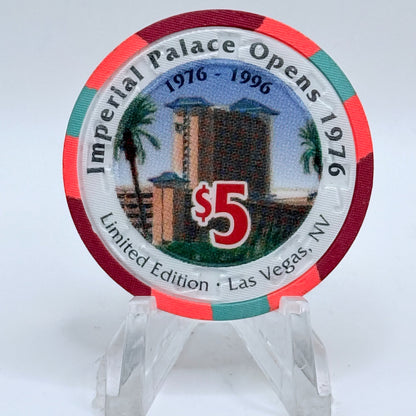 Imperial Palace Opens 1976
1976 - 1996
$5
Limited Edition · Las Vegas, NV